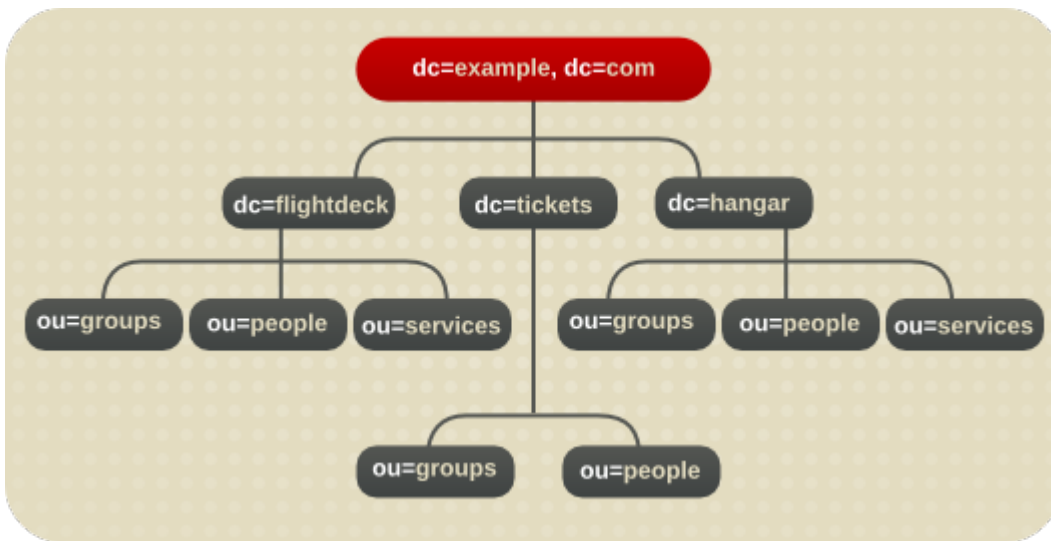 dc=example, dc=com
dc=flightdeck
dc=tickets
dc=hangar
ou=groups
ou=people
ou=services
ou=groups
ou=people
ou=services
ou=groups
ou=people